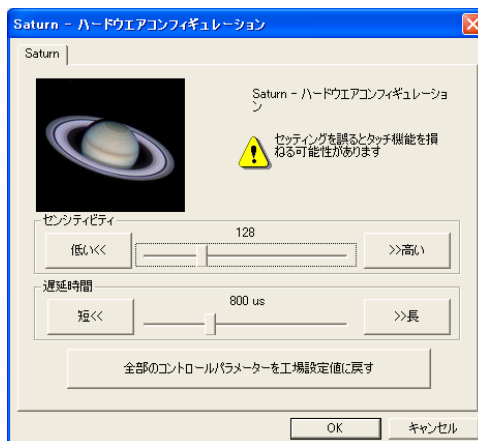 Saturn - ハードウエアコンフィギュレーション
Saturn
Saturn - ハードウエアコンフィギュレーショ
ン
セッティングを誤るとタッチ機能を損
ねる可能性があります
センシティビティ
128
低い<<
>>高い
遅延時間
800 us
短<<
>>長
全部のコントロールパラメーターを工場設定値に戻す
OK
キャンセル